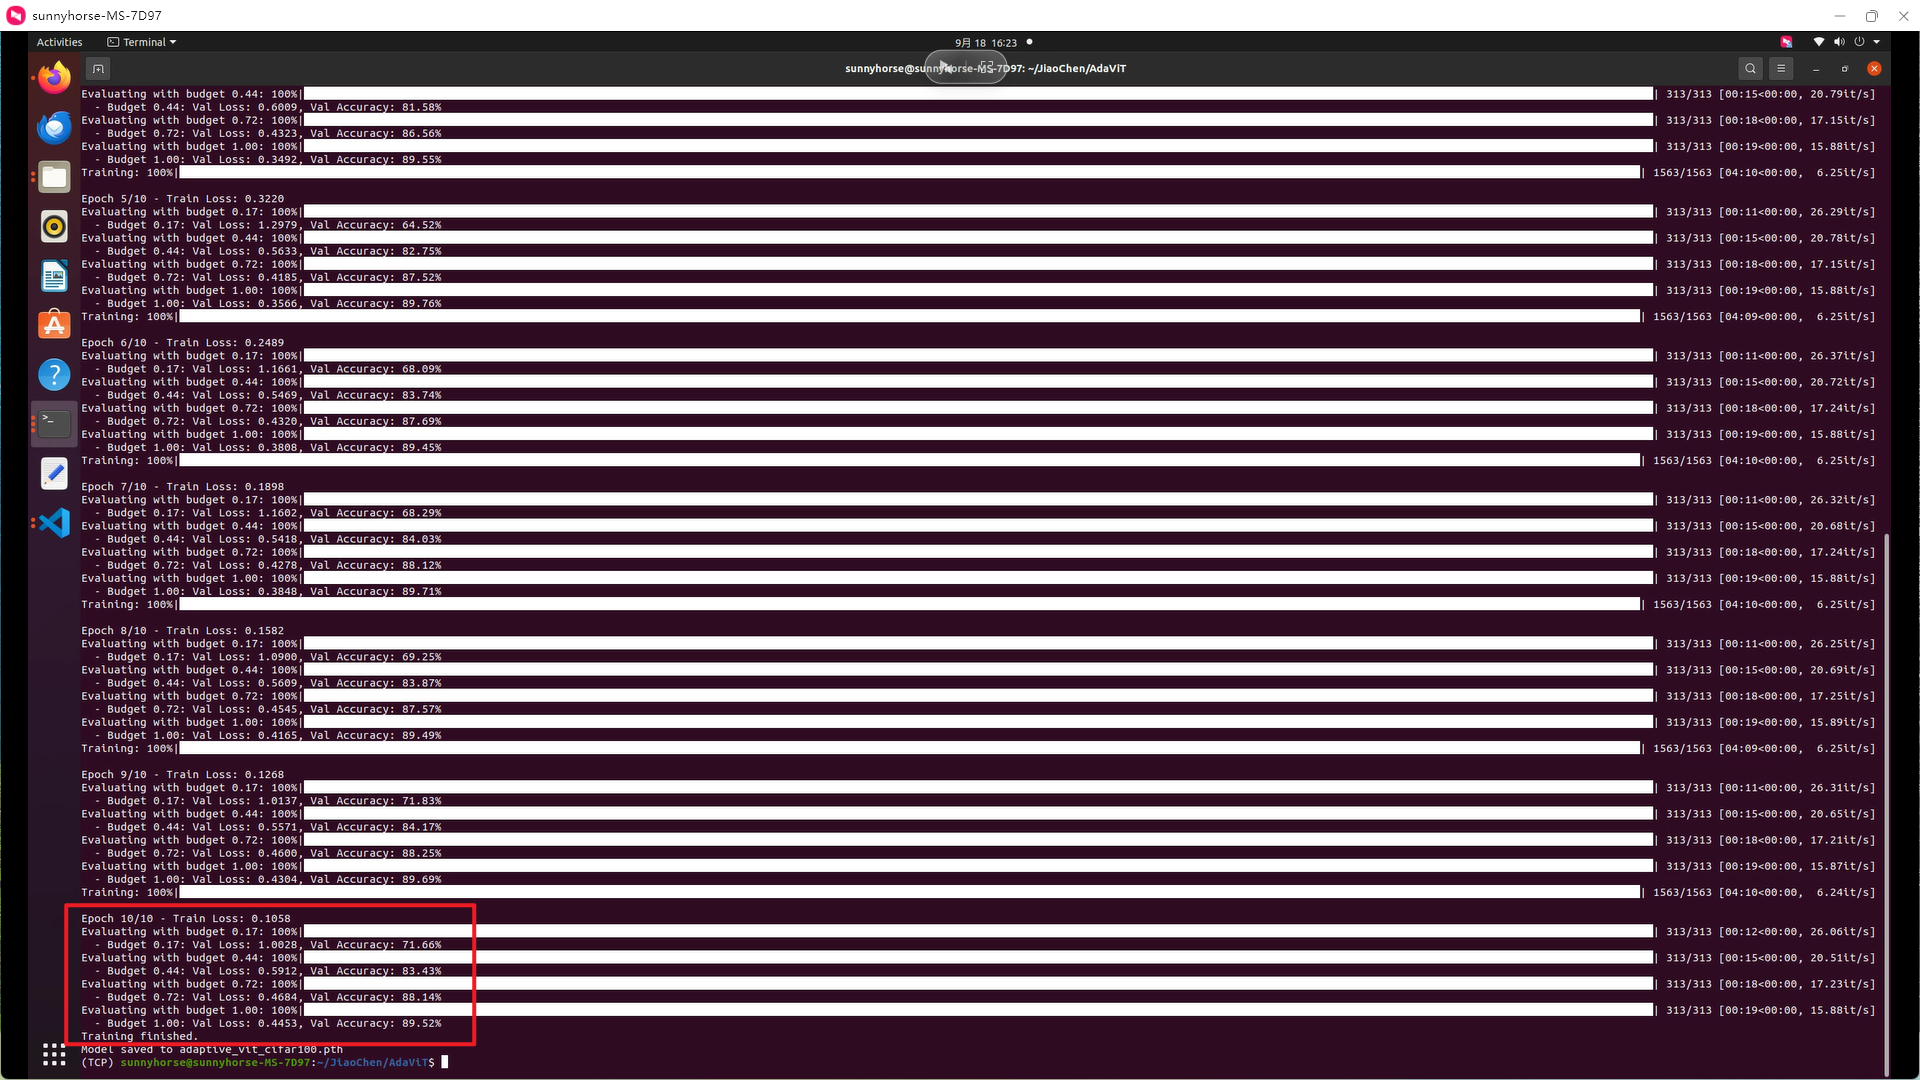 sunnyhorse-MS-7D97
Activities Terminal 9月 18 16:23
sunnyhorse@sunnyhorse-MS-7D97: ~/JiaoChen/AdaViT
Evaluating with budget 0.44: 100%| | 313/313 [00:15<00:00, 20.79it/s]
- Budget 0.44: Val Loss: 0.6009, Val Accuracy: 81.58%
Evaluating with budget 0.72: 100%| | 313/313 [00:18<00:00, 17.15it/s]
- Budget 0.72: Val Loss: 0.4323, Val Accuracy: 86.56%
Evaluating with budget 1.00: 100%| | 313/313 [00:19<00:00, 15.88it/s]
- Budget 1.00: Val Loss: 0.3492, Val Accuracy: 89.55%
Training: 100%| | 1563/1563 [04:10<00:00, 6.25it/s]
Epoch 5/10 - Train Loss: 0.3220
Evaluating with budget 0.17: 100%| | 313/313 [00:11<00:00, 26.29it/s]
- Budget 0.17: Val Loss: 1.2979, Val Accuracy: 64.52%
Evaluating with budget 0.44: 100%| | 313/313 [00:15<00:00, 20.78it/s]
- Budget 0.44: Val Loss: 0.5633, Val Accuracy: 82.75%
Evaluating with budget 0.72: 100%| | 313/313 [00:18<00:00, 17.15it/s]
- Budget 0.72: Val Loss: 0.4185, Val Accuracy: 87.52%
Evaluating with budget 1.00: 100%| | 313/313 [00:19<00:00, 15.88it/s]
- Budget 1.00: Val Loss: 0.3566, Val Accuracy: 89.76%
Training: 100%| | 1563/1563 [04:09<00:00, 6.25it/s]
Epoch 6/10 - Train Loss: 0.2489
Evaluating with budget 0.17: 100%| | 313/313 [00:11<00:00, 26.37it/s]
- Budget 0.17: Val Loss: 1.1661, Val Accuracy: 68.09%
Evaluating with budget 0.44: 100%| | 313/313 [00:15<00:00, 20.72it/s]
- Budget 0.44: Val Loss: 0.5469, Val Accuracy: 83.74%
Evaluating with budget 0.72: 100%| | 313/313 [00:18<00:00, 17.24it/s]
- Budget 0.72: Val Loss: 0.4320, Val Accuracy: 87.69%
Evaluating with budget 1.00: 100%| | 313/313 [00:19<00:00, 15.88it/s]
- Budget 1.00: Val Loss: 0.3808, Val Accuracy: 89.45%
Training: 100%| | 1563/1563 [04:10<00:00, 6.25it/s]
Epoch 7/10 - Train Loss: 0.1898
Evaluating with budget 0.17: 100%| | 313/313 [00:11<00:00, 26.32it/s]
- Budget 0.17: Val Loss: 1.1602, Val Accuracy: 68.29%
Evaluating with budget 0.44: 100%| | 313/313 [00:15<00:00, 20.68it/s]
- Budget 0.44: Val Loss: 0.5418, Val Accuracy: 84.03%
Evaluating with budget 0.72: 100%| | 313/313 [00:18<00:00, 17.24it/s]
- Budget 0.72: Val Loss: 0.4278, Val Accuracy: 88.12%
Evaluating with budget 1.00: 100%| | 313/313 [00:19<00:00, 15.88it/s]
- Budget 1.00: Val Loss: 0.3848, Val Accuracy: 89.71%
Training: 100%| | 1563/1563 [04:10<00:00, 6.25it/s]
Epoch 8/10 - Train Loss: 0.1582
Evaluating with budget 0.17: 100%| | 313/313 [00:11<00:00, 26.25it/s]
- Budget 0.17: Val Loss: 1.0900, Val Accuracy: 69.25%
Evaluating with budget 0.44: 100%| | 313/313 [00:15<00:00, 20.69it/s]
- Budget 0.44: Val Loss: 0.5609, Val Accuracy: 83.87%
Evaluating with budget 0.72: 100%| | 313/313 [00:18<00:00, 17.25it/s]
- Budget 0.72: Val Loss: 0.4545, Val Accuracy: 87.57%
Evaluating with budget 1.00: 100%| | 313/313 [00:19<00:00, 15.89it/s]
- Budget 1.00: Val Loss: 0.4165, Val Accuracy: 89.49%
Training: 100%| | 1563/1563 [04:09<00:00, 6.25it/s]
Epoch 9/10 - Train Loss: 0.1268
Evaluating with budget 0.17: 100%| | 313/313 [00:11<00:00, 26.31it/s]
- Budget 0.17: Val Loss: 1.0137, Val Accuracy: 71.83%
Evaluating with budget 0.44: 100%| | 313/313 [00:15<00:00, 20.65it/s]
- Budget 0.44: Val Loss: 0.5571, Val Accuracy: 84.17%
Evaluating with budget 0.72: 100%| | 313/313 [00:18<00:00, 17.21it/s]
- Budget 0.72: Val Loss: 0.4600, Val Accuracy: 88.25%
Evaluating with budget 1.00: 100%| | 313/313 [00:19<00:00, 15.87it/s]
- Budget 1.00: Val Loss: 0.4304, Val Accuracy: 89.69%
Training: 100%| | 1563/1563 [04:10<00:00, 6.24it/s]
Epoch 10/10 - Train Loss: 0.1058
Evaluating with budget 0.17: 100%| | 313/313 [00:12<00:00, 26.06it/s]
- Budget 0.17: Val Loss: 1.0028, Val Accuracy: 71.66%
Evaluating with budget 0.44: 100%| | 313/313 [00:15<00:00, 20.51it/s]
- Budget 0.44: Val Loss: 0.5912, Val Accuracy: 83.43%
Evaluating with budget 0.72: 100%| | 313/313 [00:18<00:00, 17.23it/s]
- Budget 0.72: Val Loss: 0.4684, Val Accuracy: 88.14%
Evaluating with budget 1.00: 100%| | 313/313 [00:19<00:00, 15.88it/s]
- Budget 1.00: Val Loss: 0.4453, Val Accuracy: 89.52%
Training finished.
Model saved to adaptive_vit_cifar100.pth
(TCP) sunnyhorse@sunnyhorse-MS-7D97:~/JiaoChen/AdaViT$